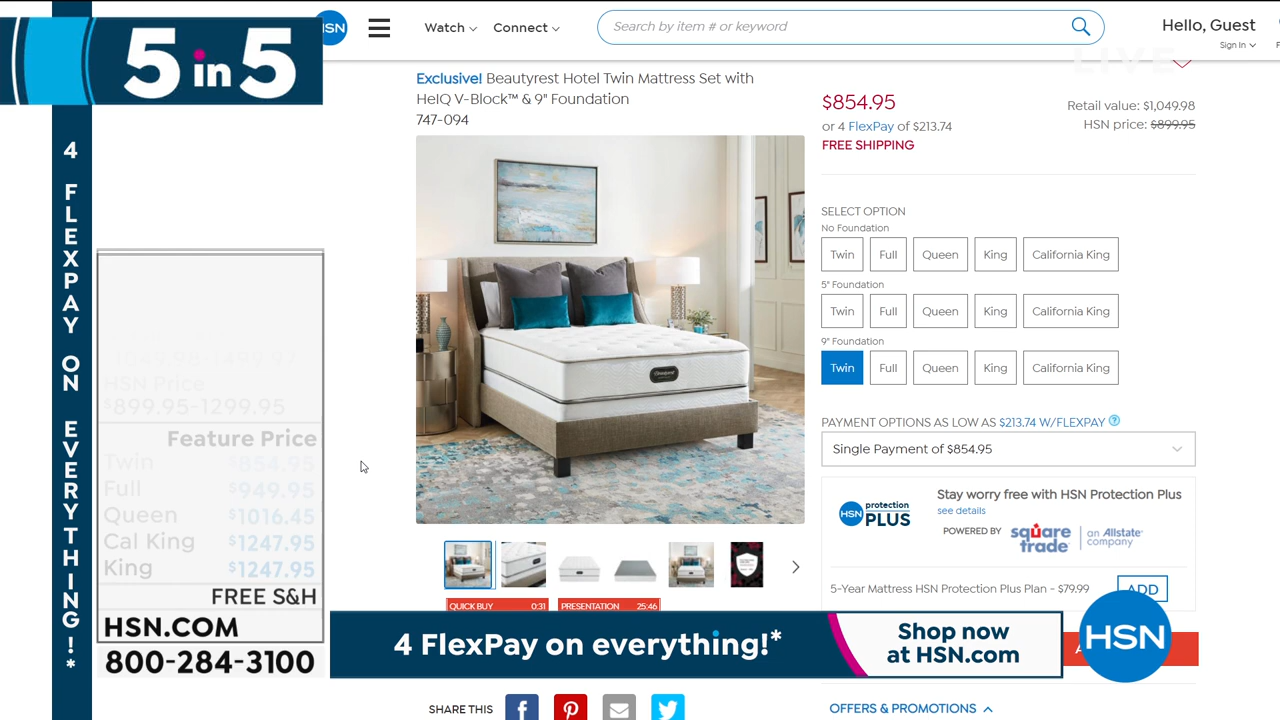 5 in 5
4 FLEXPAY ON EVERYTHING!*
HSN
Watch
Connect
Search by item # or keyword
Hello, Guest
Sign In
LIVE
Exclusive! Beautyrest Hotel Twin Mattress Set with
HeIQ V-Block™ & 9" Foundation
747-094
$854.95
or 4 FlexPay of $213.74
FREE SHIPPING
Retail value: $1,049.98
HSN price: $899.95
SELECT OPTION
No Foundation
Twin
Full
Queen
King
California King
5" Foundation
Twin
Full
Queen
King
California King
9" Foundation
Twin
Full
Queen
King
California King
PAYMENT OPTIONS AS LOW AS $213.74 W/FLEXPAY
Single Payment of $854.95
HSN protection PLUS
Stay worry free with HSN Protection Plus
see details
POWERED BY square trade an Allstate company
5-Year Mattress HSN Protection Plus Plan - $79.99
ADD
HSN Price
$899.95-1299.95
Feature Price
Twin $854.95
Full $949.95
Queen $1016.45
Cal King $1247.95
King $1247.95
FREE S&H
HSN.COM
800-284-3100
Beautyrest
QUICK BUY 0:31
PRESENTATION 25:46
4 FlexPay on everything!*
Shop now
at HSN.com
HSN
SHARE THIS
OFFERS & PROMOTIONS